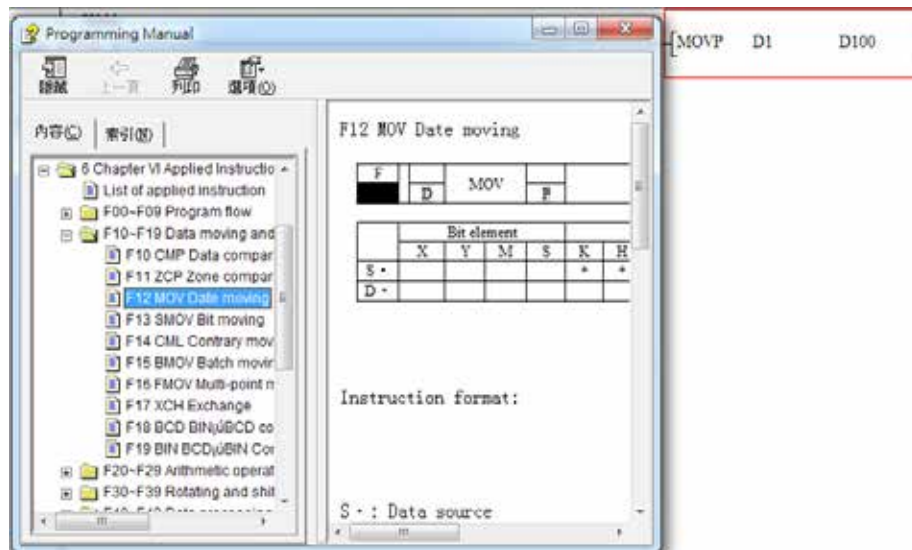 Programming Manual
隱藏
上一頁
列印
選項(O)
內容(C)
索引(N)
6 Chapter VI Applied Instructio
List of applied instruction
F00~F09 Program flow
F10~F19 Data moving and
F10 CMP Data compar
F11 ZCP Zone compar
F12 MOV Date moving
F13 SMOV Bit moving
F14 CML Contrary mov
F15 BMOV Batch movir
F16 FMOV Multi-point n
F17 XCH Exchange
F18 BCD BIN¡úBCD co
F19 BIN BCD¡úBIN Cor
F20~F29 Arithmetic operat
F30~F39 Rotating and shit
F12 MOV Date moving
F
D MOV P
Bit element
X Y M S K H
S · * *
D ·
Instruction format:
S · : Data source
[MOVP D1 D100